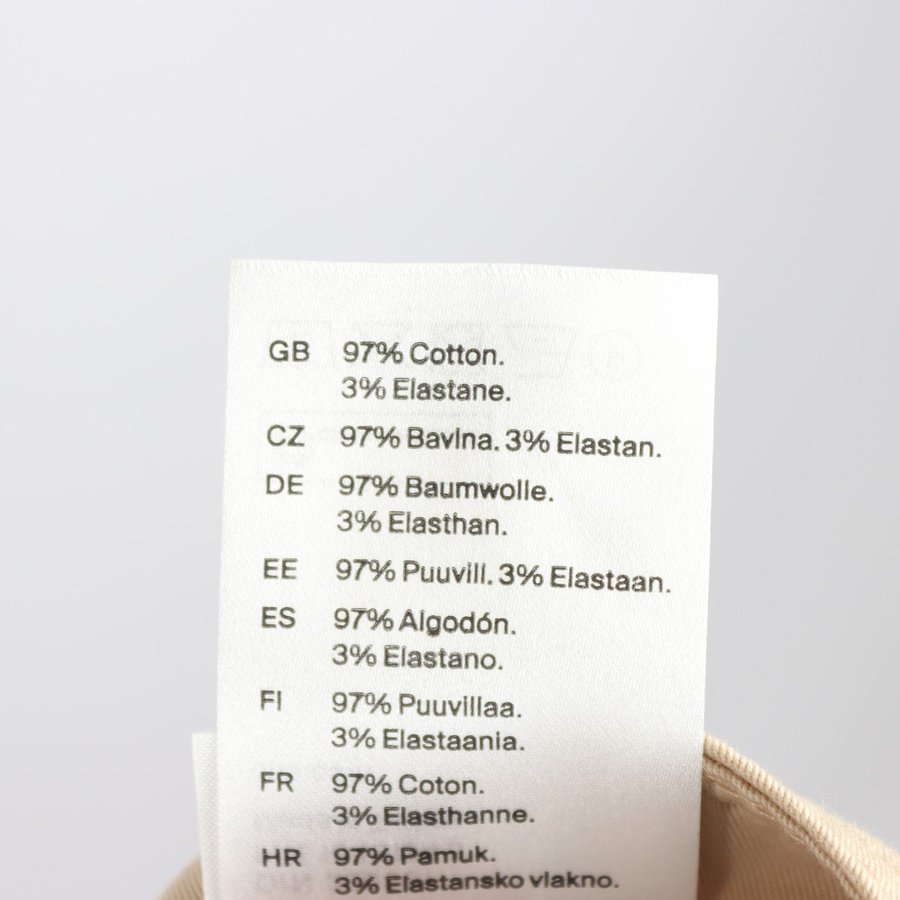 GB 97% Cotton.
3% Elastane.
CZ 97% Bavlna. 3% Elastan.
DE 97% Baumwolle.
3% Elasthan.
EE 97% Puuvill. 3% Elastaan.
ES 97% Algodón.
3% Elastano.
FI 97% Puuvillaa.
3% Elastaania.
FR 97% Coton.
3% Elasthanne.
HR 97% Pamuk.
3% Elastansko vlakno.